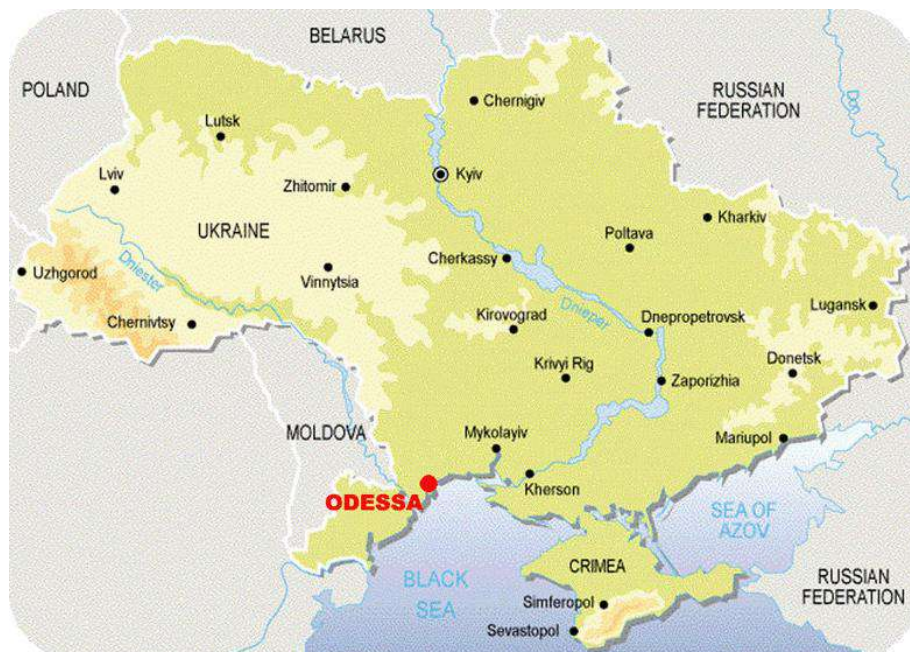 BELARUS
POLAND
RUSSIAN
FEDERATION
Don
Chernigiv
Lutsk
Lviv
Zhitomir
Kyiv
Kharkiv
UKRAINE
Poltava
Cherkassy
Uzhgorod
Dniester
Vinnytsia
Dnieper
Lugansk
Chernivtsy
Kirovograd
Dnepropetrovsk
Donetsk
Krivyi Rig
Zaporizhia
MOLDOVA
Mykolayiv
Mariupol
ODESSA
Kherson
SEA OF
AZOV
CRIMEA
BLACK
SEA
RUSSIAN
FEDERATION
Simferopol
Sevastopol